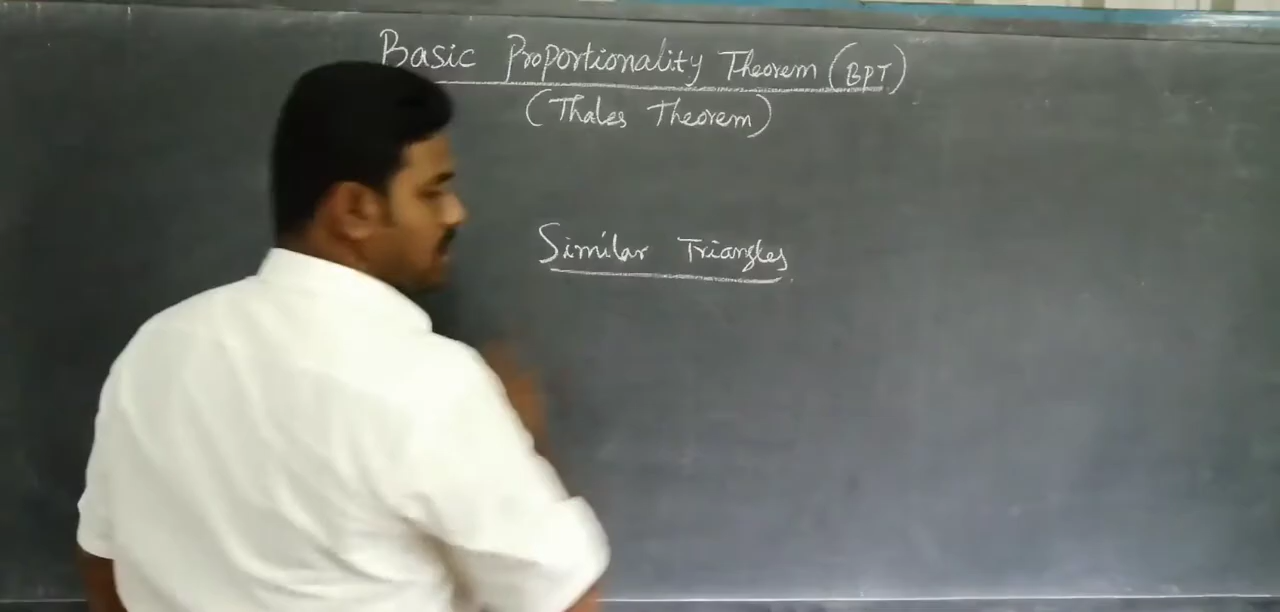 Basic Proportionality Theorem (BPT)
(Thales Theorem)
Similar Triangles